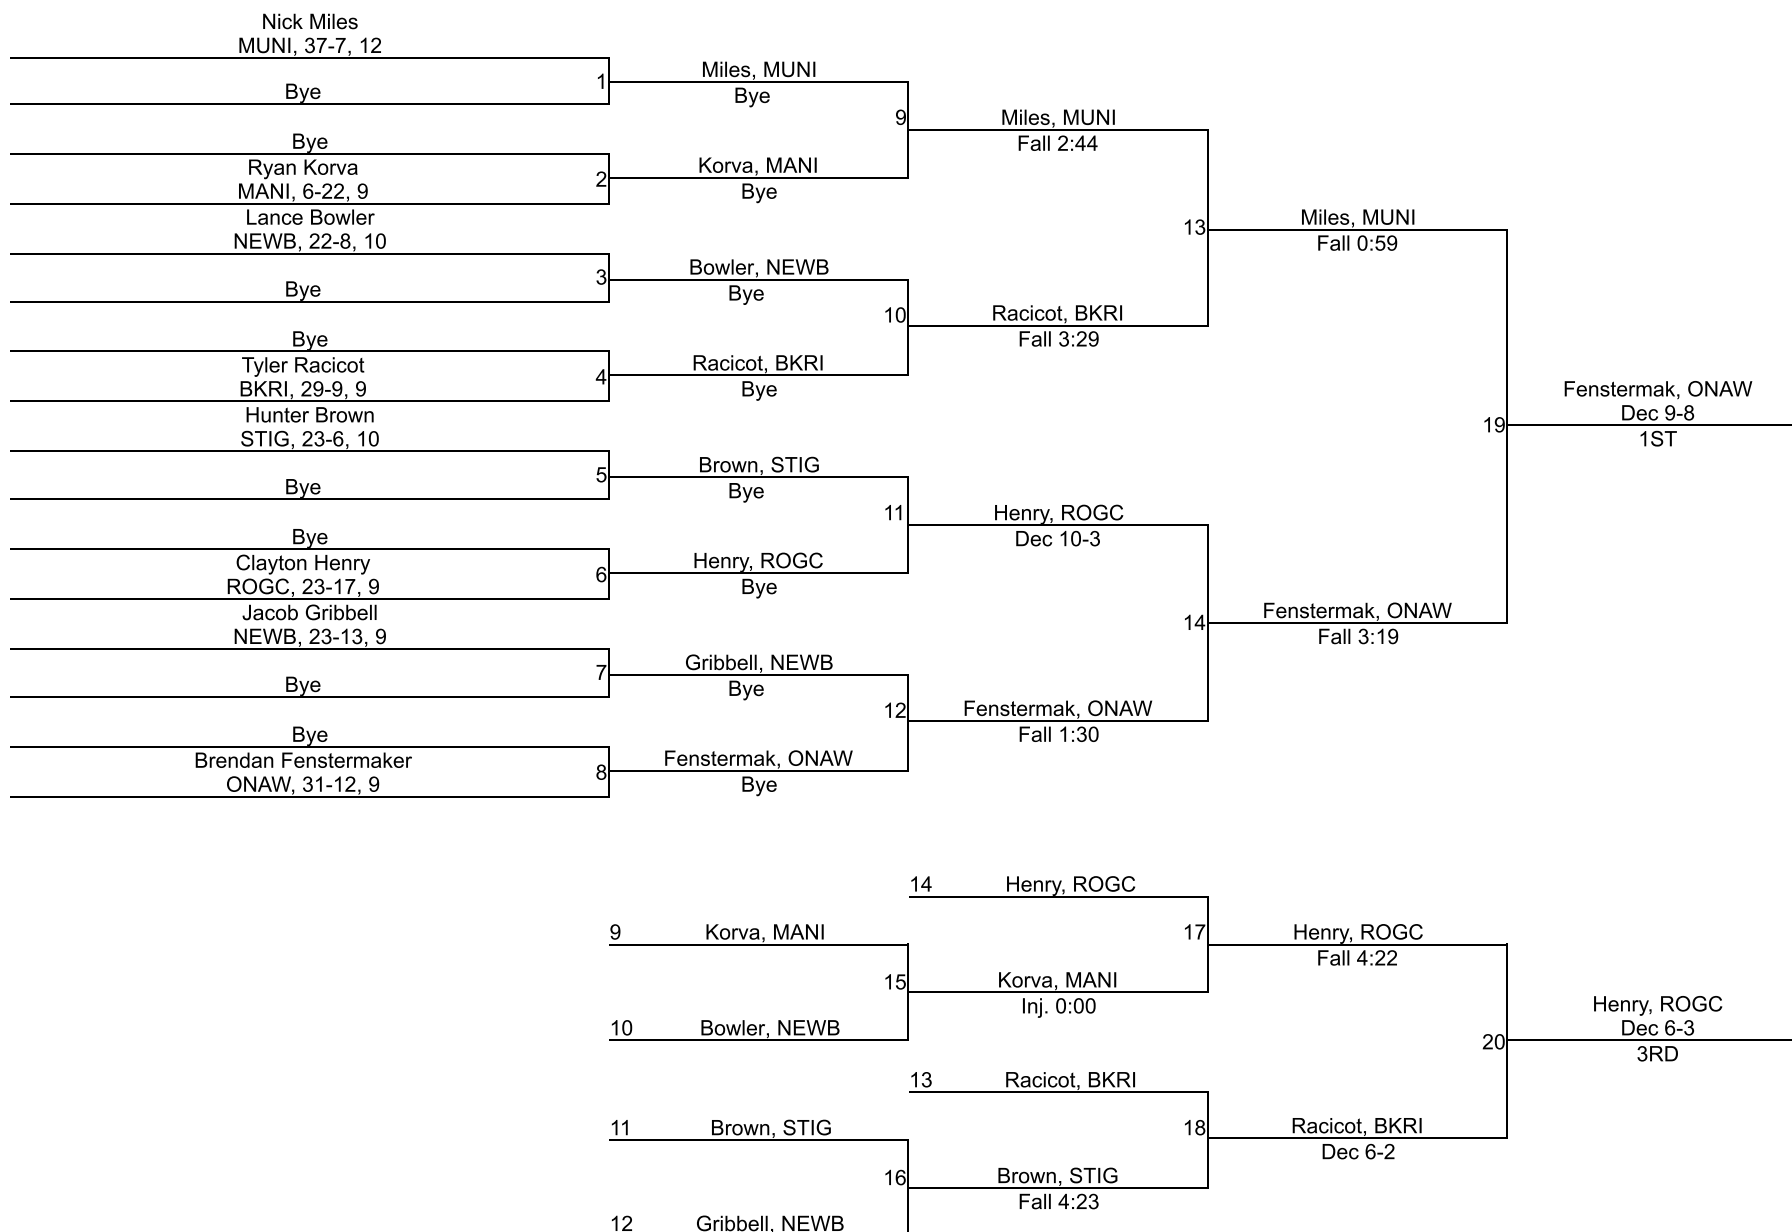 Nick Miles
MUNI, 37-7, 12
1
Bye
Miles, MUNI
Bye
9
Bye
Ryan Korva
MANI, 6-22, 9
2
Korva, MANI
Bye
Miles, MUNI
Fall 2:44
Lance Bowler
NEWB, 22-8, 10
3
Bye
Bowler, NEWB
Bye
10
Bye
Tyler Racicot
BKRI, 29-9, 9
4
Racicot, BKRI
Bye
Racicot, BKRI
Fall 3:29
13
Miles, MUNI
Fall 0:59
Hunter Brown
STIG, 23-6, 10
5
Bye
Brown, STIG
Bye
11
Bye
Clayton Henry
ROGC, 23-17, 9
6
Henry, ROGC
Bye
Henry, ROGC
Dec 10-3
Jacob Gribbell
NEWB, 23-13, 9
7
Bye
Gribbell, NEWB
Bye
12
Bye
Brendan Fenstermaker
ONAW, 31-12, 9
8
Fenstermak, ONAW
Bye
Fenstermak, ONAW
Fall 1:30
14
Fenstermak, ONAW
Fall 3:19
19
Fenstermak, ONAW
Dec 9-8
1ST
14 Henry, ROGC
9 Korva, MANI
15
10 Bowler, NEWB
Korva, MANI
Inj. 0:00
17
Henry, ROGC
Fall 4:22
13 Racicot, BKRI
11 Brown, STIG
16
12 Gribbell, NEWB
Brown, STIG
Fall 4:23
18
Racicot, BKRI
Dec 6-2
20
Henry, ROGC
Dec 6-3
3RD